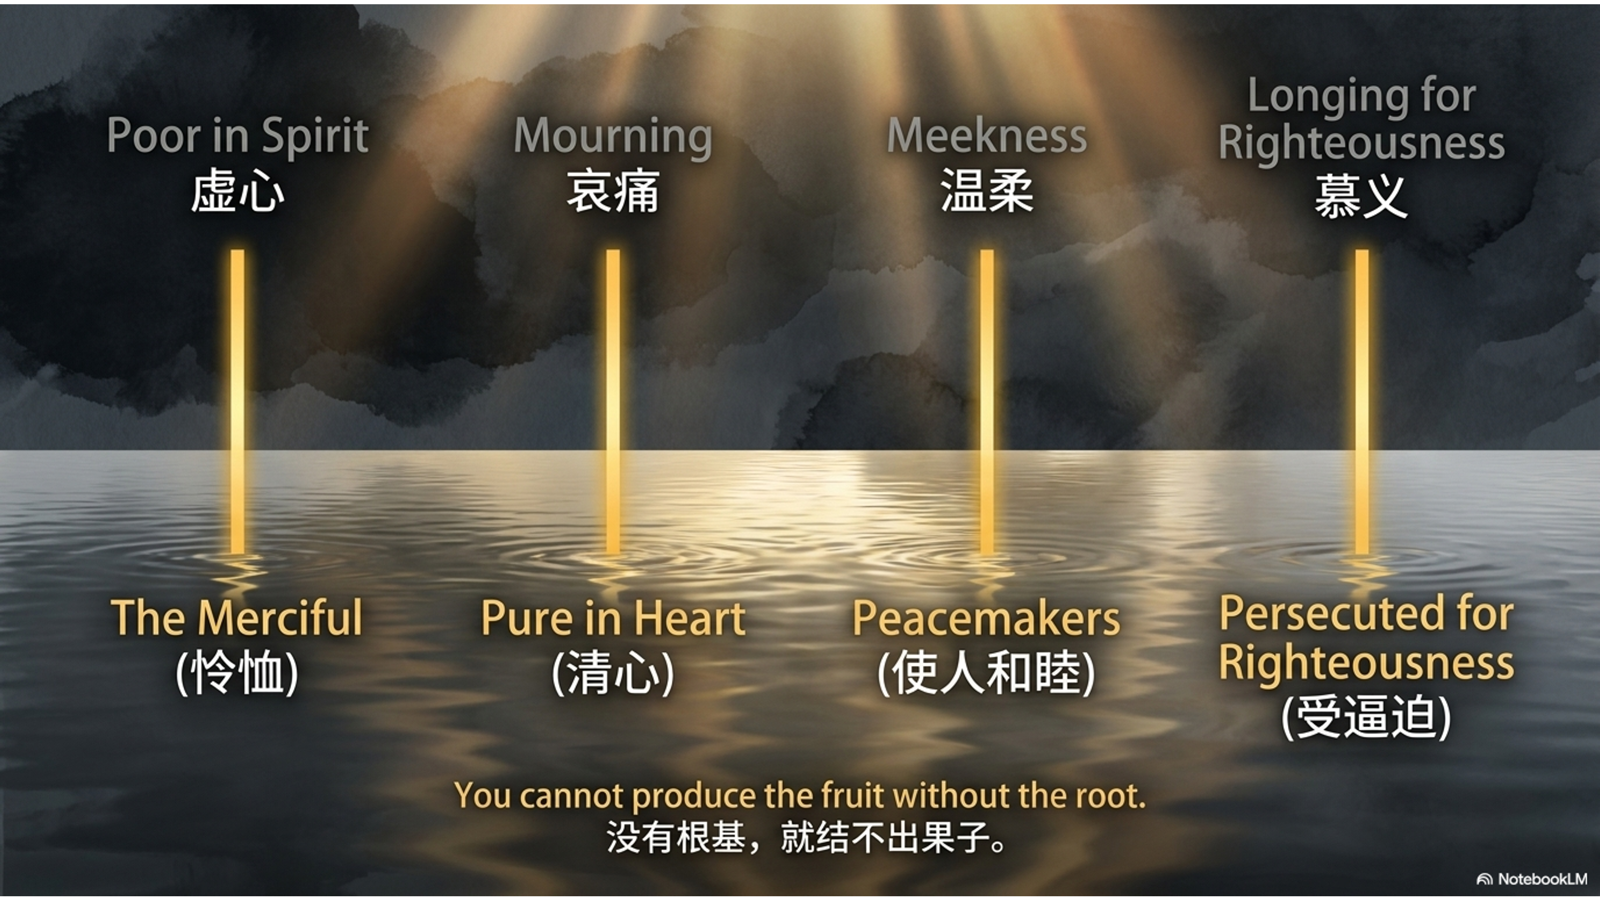 Poor in Spirit
虚心
Mourning
哀痛
Meekness
温柔
Longing for
Righteousness
慕义
The Merciful
(怜恤)
Pure in Heart
(清心)
Peacemakers
(使人和睦)
Persecuted for
Righteousness
(受逼迫)
You cannot produce the fruit without the root.
没有根基，就结不出果子。
NotebookLM